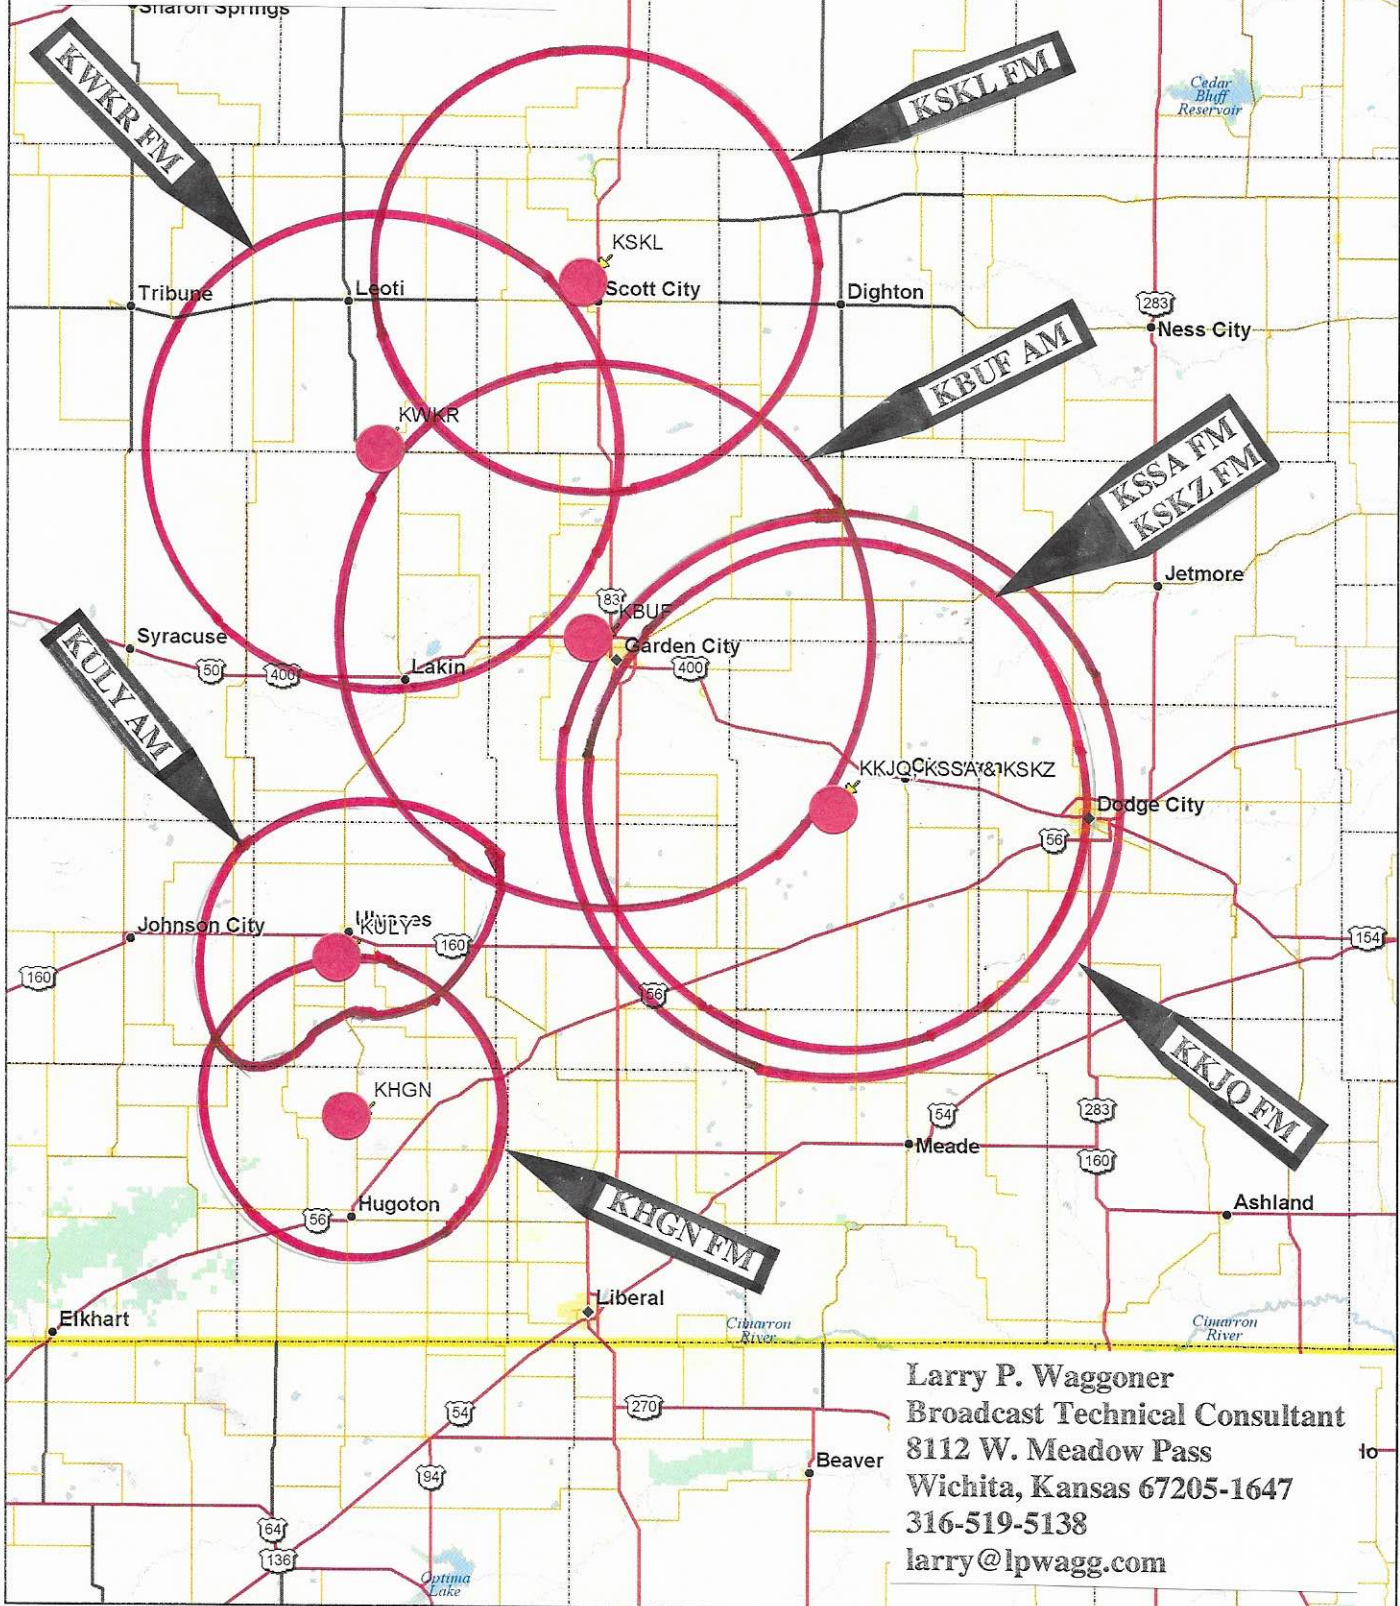 Sharon Springs
KWKR FM
KSKL FM
Cedar
Bluff
Reservoir
KSKL
Tribune
Leoti
Scott City
Dighton
283
Ness City
KBUF AM
KWKR
KSSA FM
KSKZ FM
Jetmore
83
KBUF
Syracuse
Garden City
50
400
Lakin
400
KULY AM
KKJQ, KSSA & KSKZ
Dodge City
56
Johnson City
Ulysses
KULY
160
160
154
56
KKJQ FM
KHGN
54
283
Meade
160
Hugoton
56
KHGN FM
Ashland
Liberal
Elkhart
Cimarron
River
Cimarron
River
Larry P. Waggoner
Broadcast Technical Consultant
8112 W. Meadow Pass
Wichita, Kansas 67205-1647
316-519-5138
larry@lpwagg.com
54
270
Beaver
94
64
136
Optima
Lake